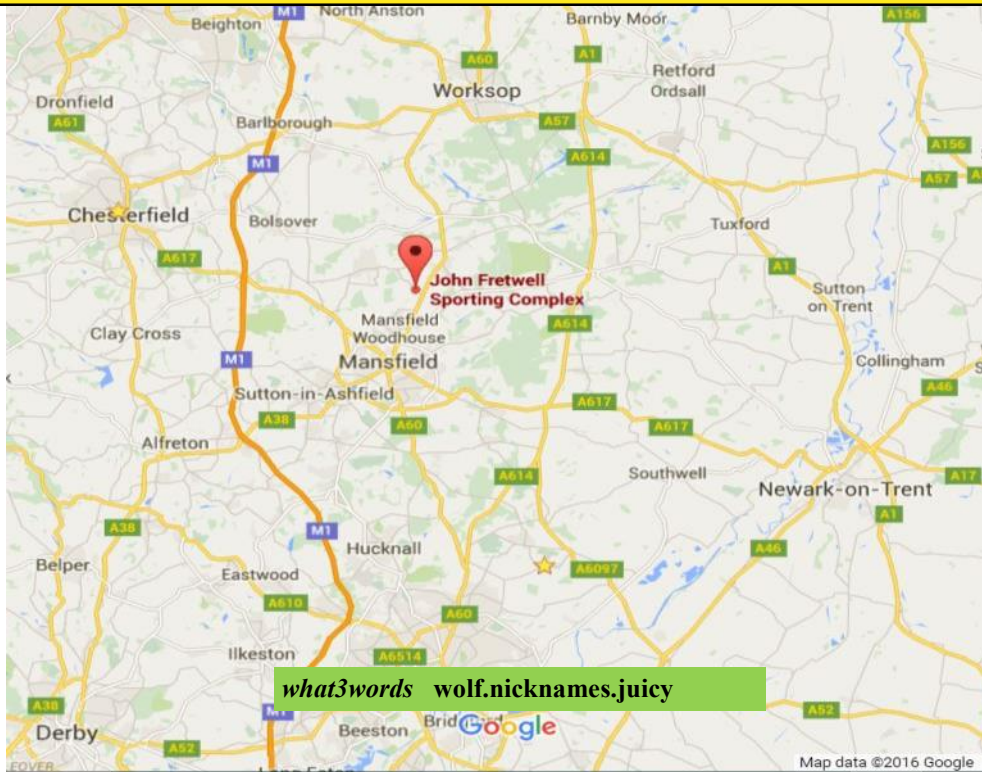 M1
North Anston
Beighton
Barnby Moor
A156
A1
A60
Retford
Ordsall
Worksop
Dronfield
A61
Barlborough
A57
A156
M1
A614
A57
Chesterfield
Bolsover
Tuxford
A617
A1
John Fretwell
Sporting Complex
Sutton
on Trent
Mansfield
Woodhouse
A614
Clay Cross
M1
Mansfield
Collingham
Sutton-in-Ashfield
A46
A617
A38
A60
A617
Alfreton
A614
Southwell
A17
Newark-on-Trent
A1
A38
M1
Hucknall
A46
Belper
Eastwood
A6097
A610
A60
Ilkeston
A6514
what3words wolf.nicknames.juicy
A38
M1
A52
Derby
Beeston
Google
A52
Map data ©2016 Google